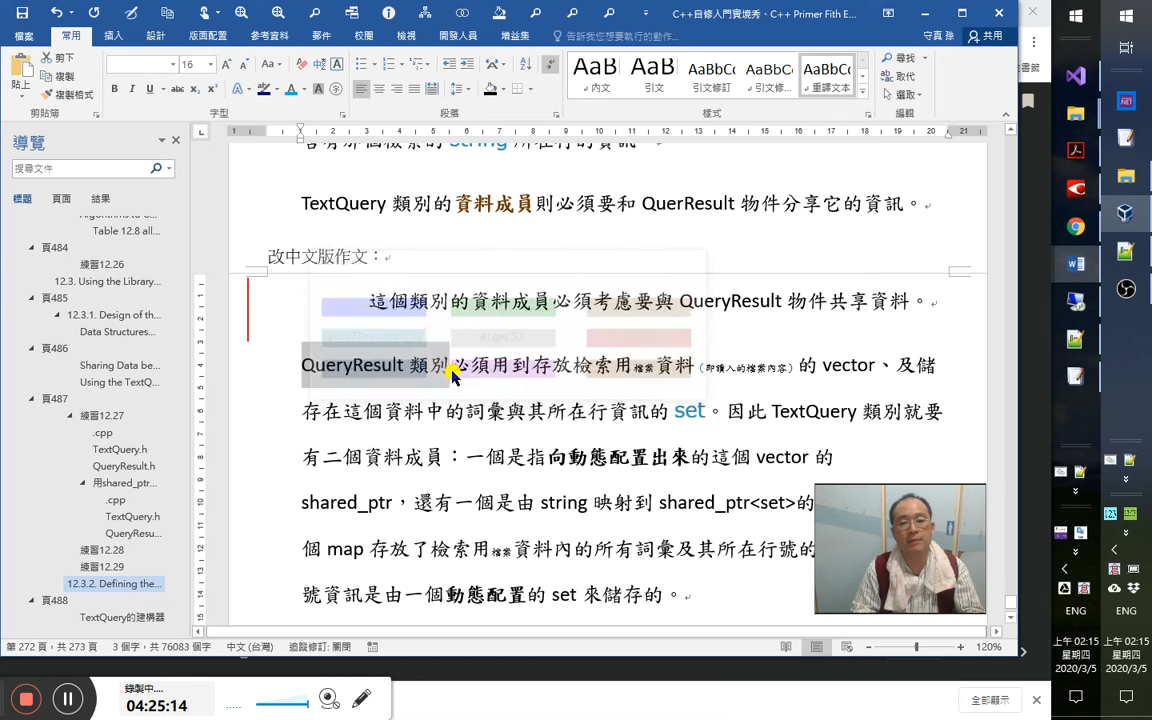 C++自修入門實境秀、C++ Primer Fith E...
檔案 常用 插入 設計 版面配置 參考資料 郵件 校閱 檢視 開發人員 增益集 告訴我您想要執行的動作... 守真 孫 共用
貼上 剪下 複製 複製格式
16
AaB AaB AaBbC AaBbC AaBbCc
內文 引文 引文修訂 引文修... 重譯文本
尋找 取代 選取
剪貼簿 字型 段落 樣式 編輯
導覽
搜尋文件
標題 頁面 結果
Table 12.8 all...
頁484
練習12.26
12.3. Using the Library...
頁485
12.3.1. Design of th...
Data Structures...
頁486
Sharing Data be...
Using the TextQ...
頁487
練習12.27
.cpp
TextQuery.h
QueryResult.h
用shared_ptr...
.cpp
TextQuery.h
QueryResu...
練習12.28
練習12.29
12.3.2. Defining the...
頁488
TextQuery的建構器
TextQuery 類別的資料成員則必須要和 QuerResult 物件分享它的資訊。
改中文版作文：
這個類別的資料成員必須考慮要與 QueryResult 物件共享資料。
QueryResult 類別必須用到存放檢索用檔案資料（即讀入的檔案內容）的 vector、及儲
存在這個資料中的詞彙與其所在行資訊的 set。因此 TextQuery 類別就要
有二個資料成員：一個是指向動態配置出來的這個 vector 的
shared_ptr，還有一個是由 string 映射到 shared_ptr<set>的
個 map 存放了檢索用檔案資料內的所有詞彙及其所在行號的
號資訊是由一個動態配置的 set 來儲存的。
第 272 頁，共 273 頁 3 個字，共 76083 個字 中文 (台灣) 追蹤修訂: 關閉 120%
錄製中....
04:25:14
全部顯示
ENG ENG
上午 02:15 上午 02:15
星期四 星期四
2020/3/5 2020/3/5